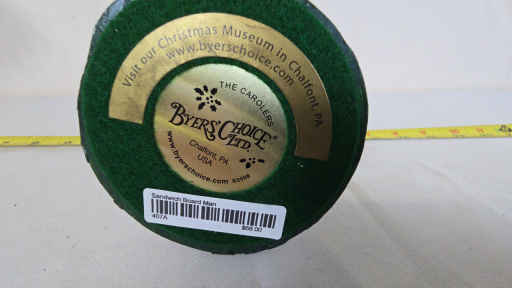 Visit our Christmas Museum in Chalfont, PA
www.byerschoice.com
THE CAROLERS
BYERS' CHOICE LTD.®
Chalfont, PA
USA
www.byerschoice.com
Sandwich Board Man
407A
$68.00